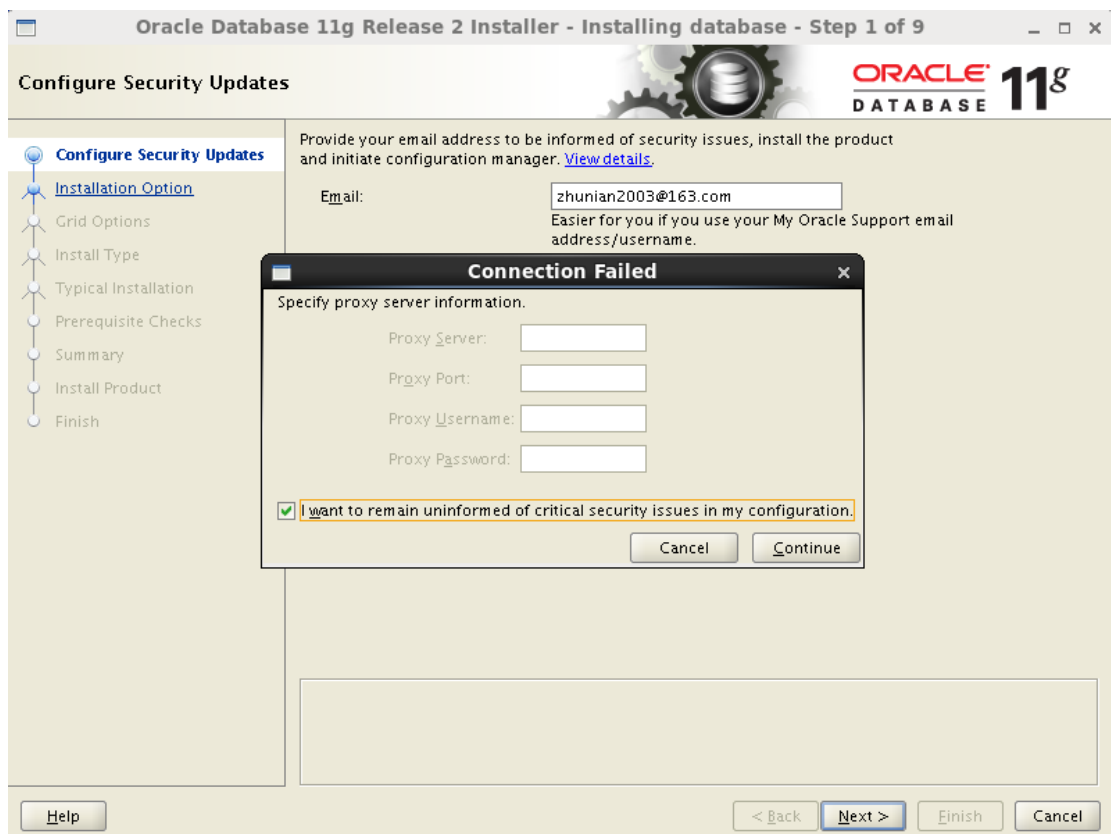 Oracle Database 11g Release 2 Installer - Installing database - Step 1 of 9
Configure Security Updates
ORACLE
DATABASE 11g
Provide your email address to be informed of security issues, install the product
and initiate configuration manager. View details.
Configure Security Updates
Installation Option
Grid Options
Install Type
Typical Installation
Prerequisite Checks
Summary
Install Product
Finish
Email: zhunian2003@163.com
Easier for you if you use your My Oracle Support email
address/username.
Connection Failed
Specify proxy server information.
Proxy Server:
Proxy Port:
Proxy Username:
Proxy Password:
I want to remain uninformed of critical security issues in my configuration.
Cancel Continue
Help < Back Next > Finish Cancel